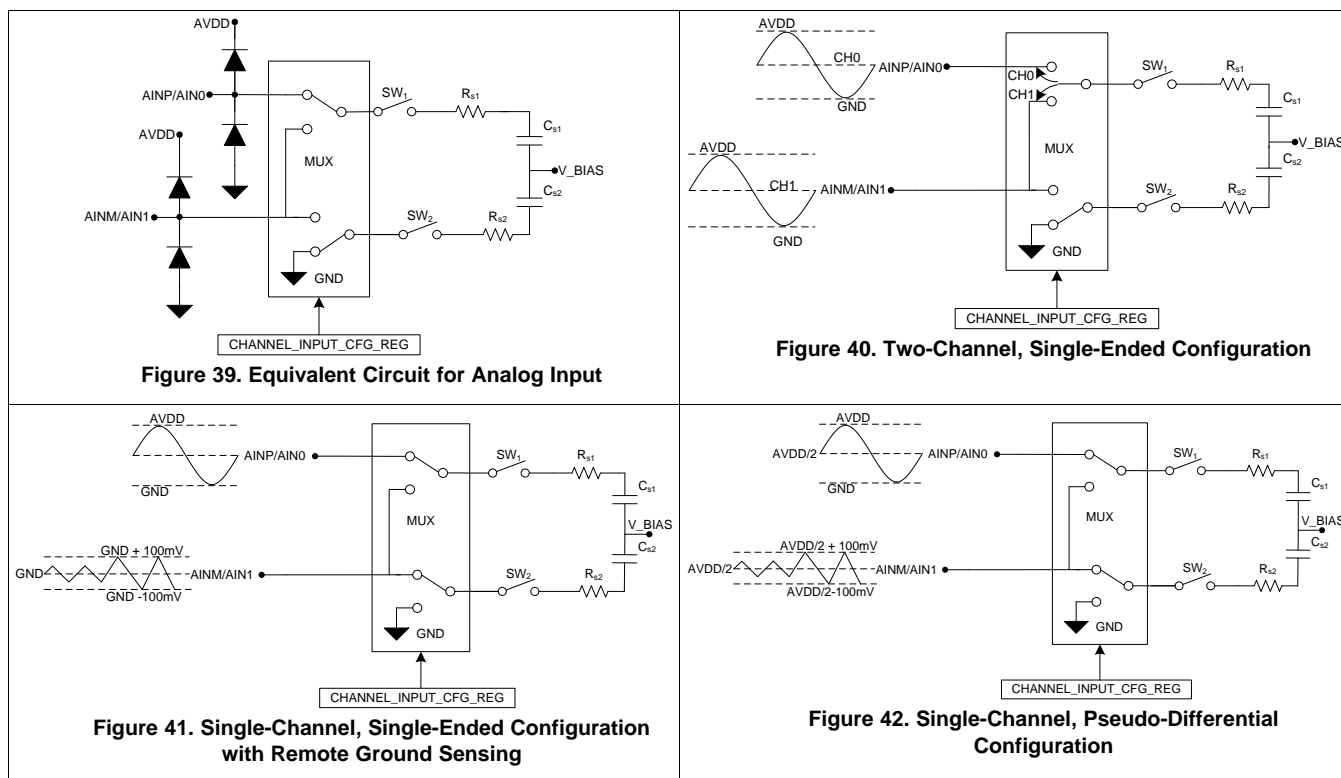 AVDD
AINP/AIN0
AVDD
AINM/AIN1
MUX
SW1
Rs1
Cs1
V_BIAS
Cs2
SW2
Rs2
GND
CHANNEL_INPUT_CFG_REG
Figure 39. Equivalent Circuit for Analog Input
AVDD
CH0
GND
AINP/AIN0
AVDD
CH1
GND
AINM/AIN1
CH0
CH1
MUX
SW1
Rs1
Cs1
V_BIAS
Cs2
SW2
Rs2
GND
CHANNEL_INPUT_CFG_REG
Figure 40. Two-Channel, Single-Ended Configuration
AVDD
GND
AINP/AIN0
GND + 100mV
GND
GND -100mV
AINM/AIN1
MUX
SW1
Rs1
Cs1
V_BIAS
Cs2
SW2
Rs2
GND
CHANNEL_INPUT_CFG_REG
Figure 41. Single-Channel, Single-Ended Configuration
with Remote Ground Sensing
AVDD
AVDD/2
GND
AINP/AIN0
AVDD/2 + 100mV
AVDD/2
AVDD/2-100mV
AINM/AIN1
MUX
SW1
Rs1
Cs1
V_BIAS
Cs2
SW2
Rs2
GND
CHANNEL_INPUT_CFG_REG
Figure 42. Single-Channel, Pseudo-Differential
Configuration